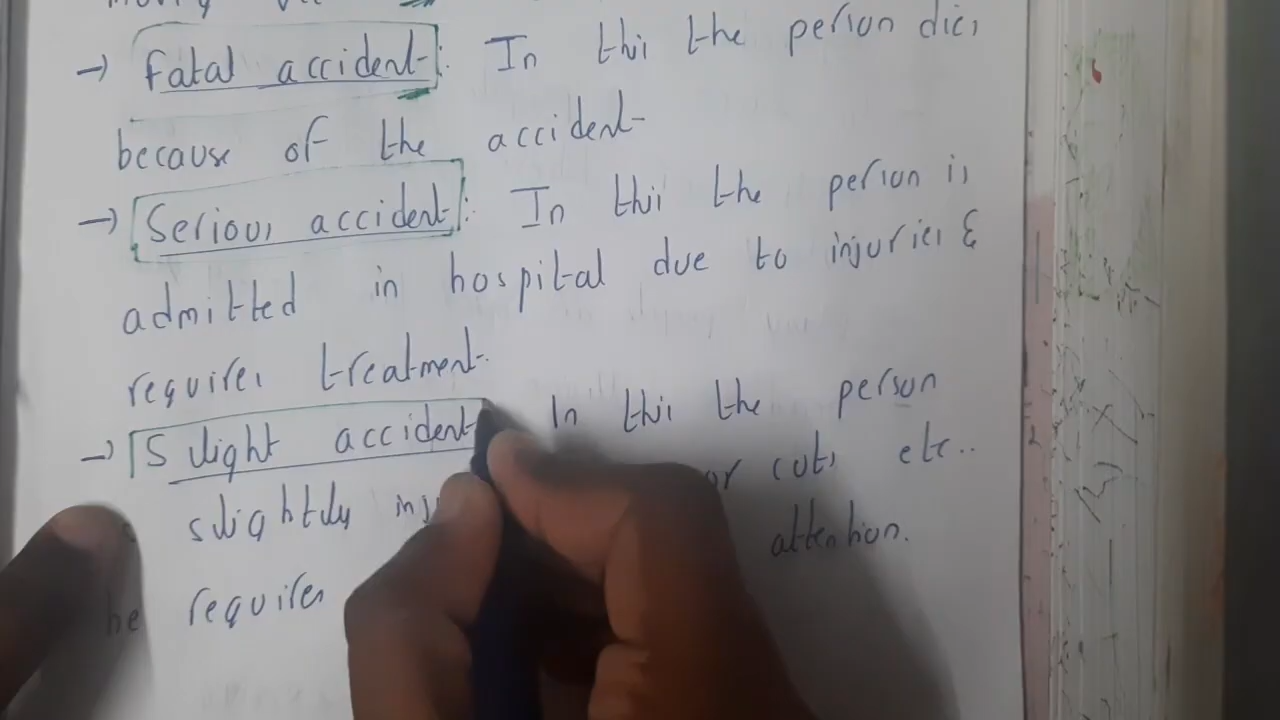 → Fatal accident: In this the person dies
because of the accident
→ Serious accident: In this the person is
admitted in hospital due to injuries &
requires treatment.
→ Slight accident In this the person
slightly or cuts etc..
he requires attention.